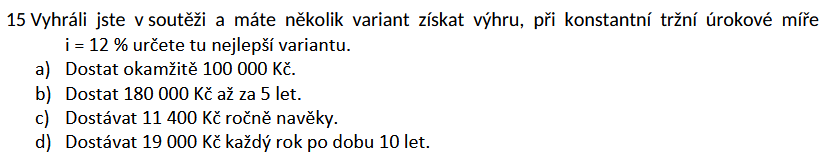 15 Vyhráli jste v soutěži a máte několik variant získat výhru, při konstantní tržní úrokové míře
i = 12 % určete tu nejlepší variantu.
a) Dostat okamžitě 100 000 Kč.
b) Dostat 180 000 Kč až za 5 let.
c) Dostávat 11 400 Kč ročně navěky.
d) Dostávat 19 000 Kč každý rok po dobu 10 let.